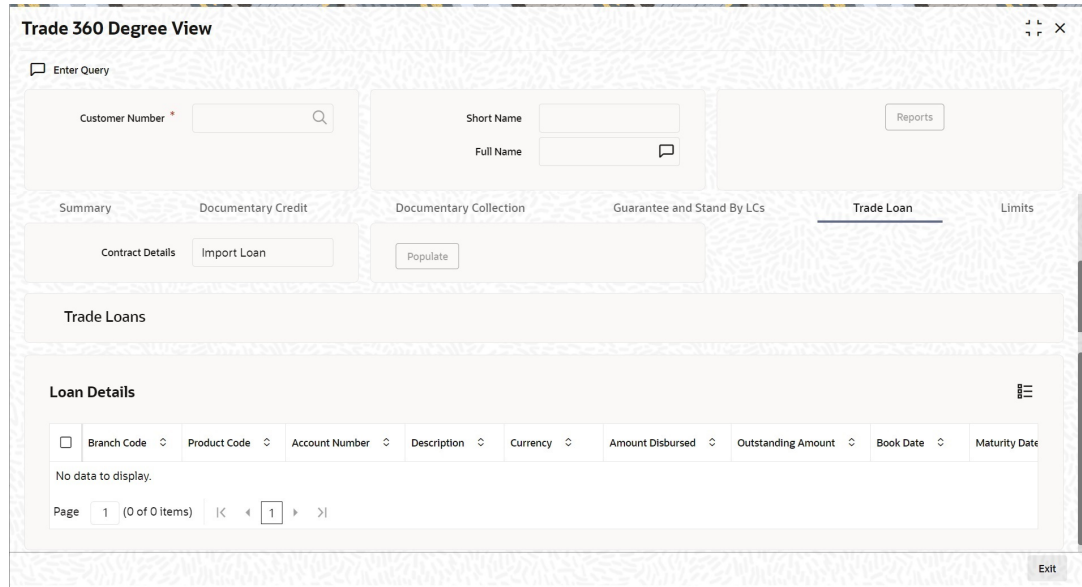 Trade 360 Degree View
Enter Query
Customer Number *
Short Name
Full Name
Reports
Summary Documentary Credit Documentary Collection Guarantee and Stand By LCs Trade Loan Limits
Contract Details Import Loan Populate
Trade Loans
Loan Details
Branch Code Product Code Account Number Description Currency Amount Disbursed Outstanding Amount Book Date Maturity Date
No data to display.
Page 1 (0 of 0 items) 1
Exit